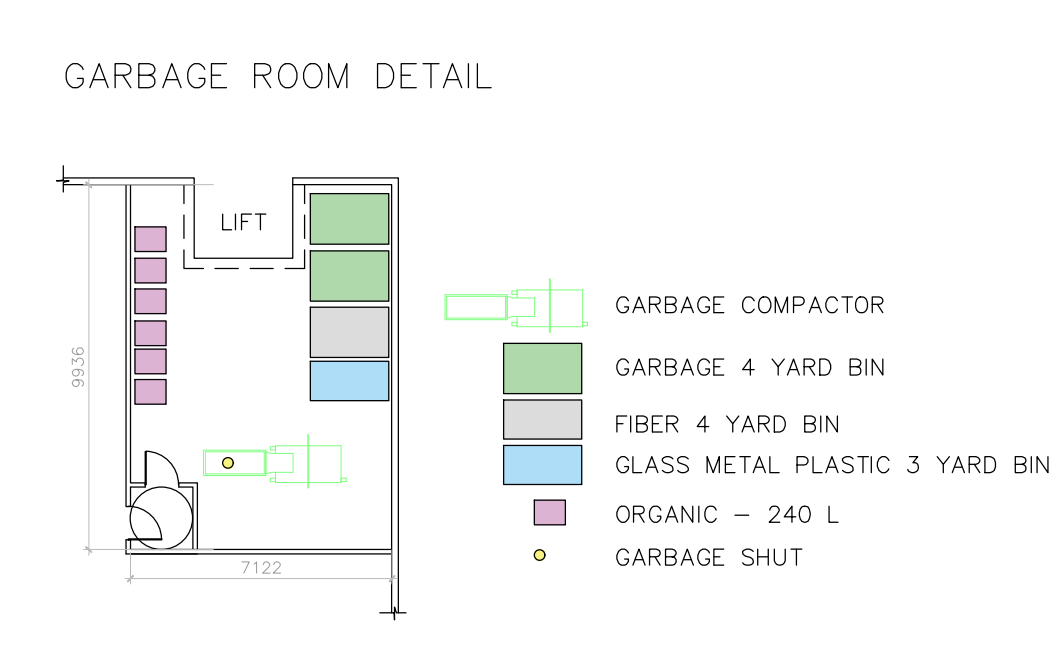 GARBAGE ROOM DETAIL
LIFT
9936
7122
GARBAGE COMPACTOR
GARBAGE 4 YARD BIN
FIBER 4 YARD BIN
GLASS METAL PLASTIC 3 YARD BIN
ORGANIC – 240 L
GARBAGE SHUT